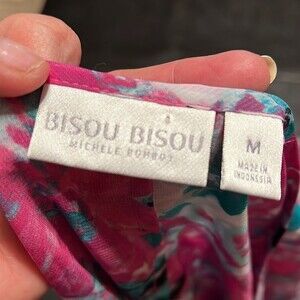 BISOU BISOU
MICHELE BOHBOT
M
MADE IN
INDONESIA